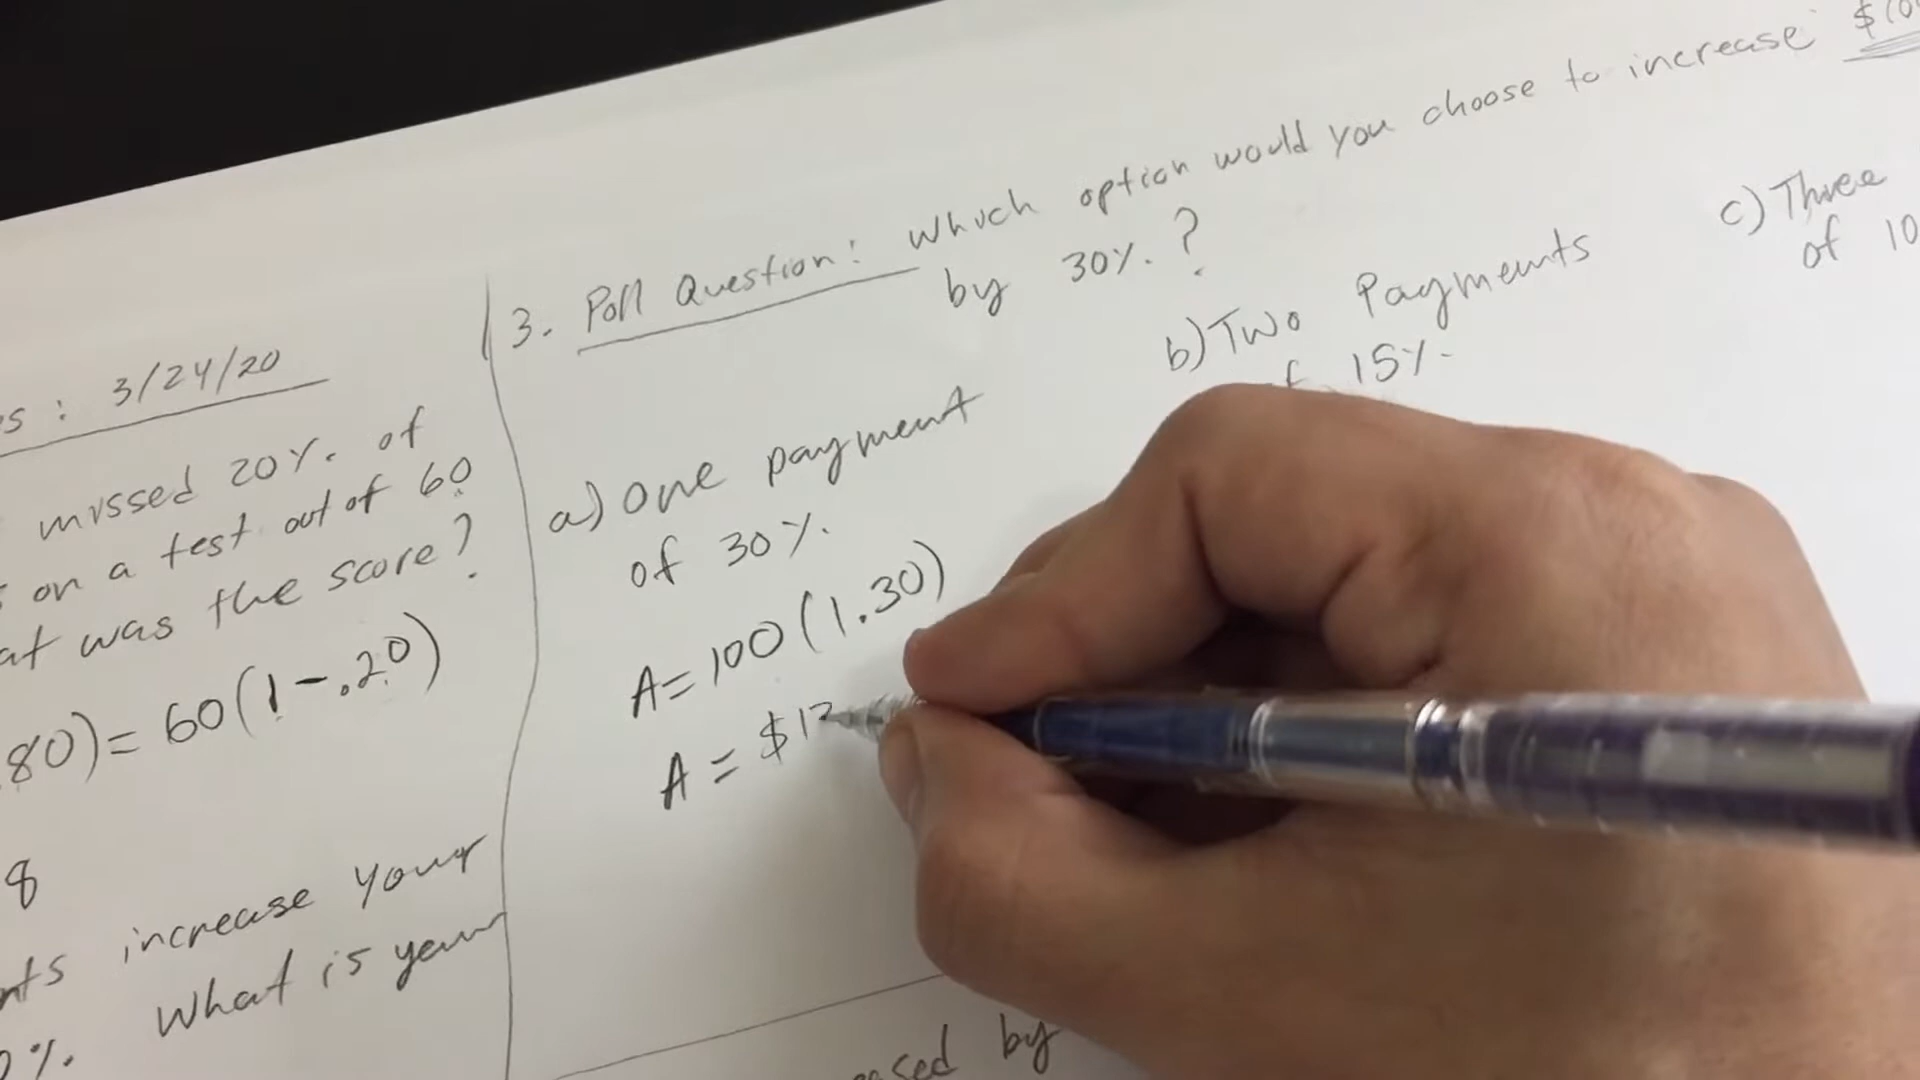 s : 3/24/20
missed 20%. of
on a test out of 60
at was the score?
80) = 60(1-.20)
8
nts increase your
%. What is your
3. Poll Question: Which option would you choose to increase $10
by 30%.?
a) One payment
of 30%.
A = 100(1.30)
A = $13
b) Two Payments
15%.
c) Three
of 10
ased by